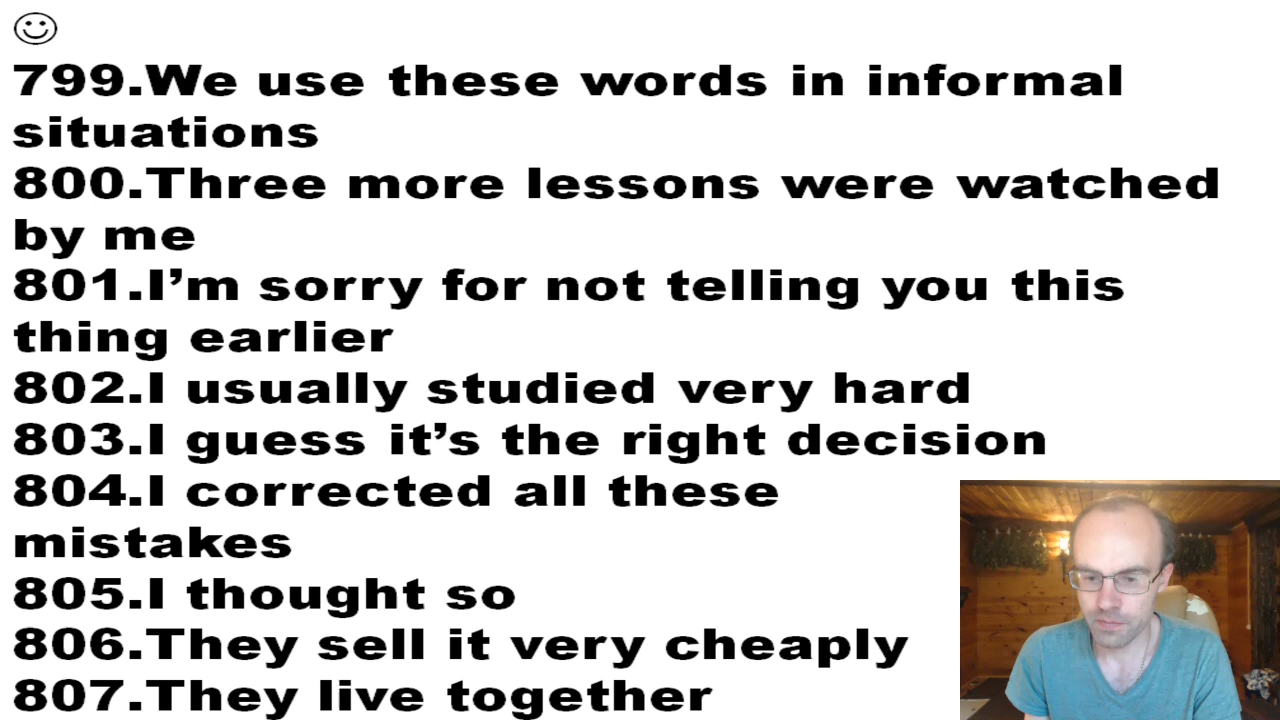 799.We use these words in informal
situations
800.Three more lessons were watched
by me
801.I’m sorry for not telling you this
thing earlier
802.I usually studied very hard
803.I guess it’s the right decision
804.I corrected all these
mistakes
805.I thought so
806.They sell it very cheaply
807.They live together